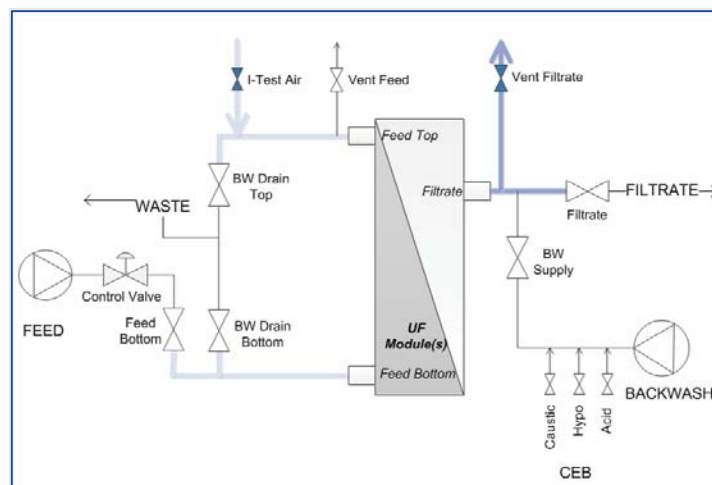 I-Test Air
Vent Feed
Vent Filtrate
Feed Top
BW Drain
Top
Filtrate
FILTRATE
WASTE
Filtrate
BW
Supply
Control Valve
Feed
Bottom
BW Drain
Bottom
FEED
UF
Module(s)
Feed Bottom
BACKWASH
Caustic
Hypo
Acid
CEB